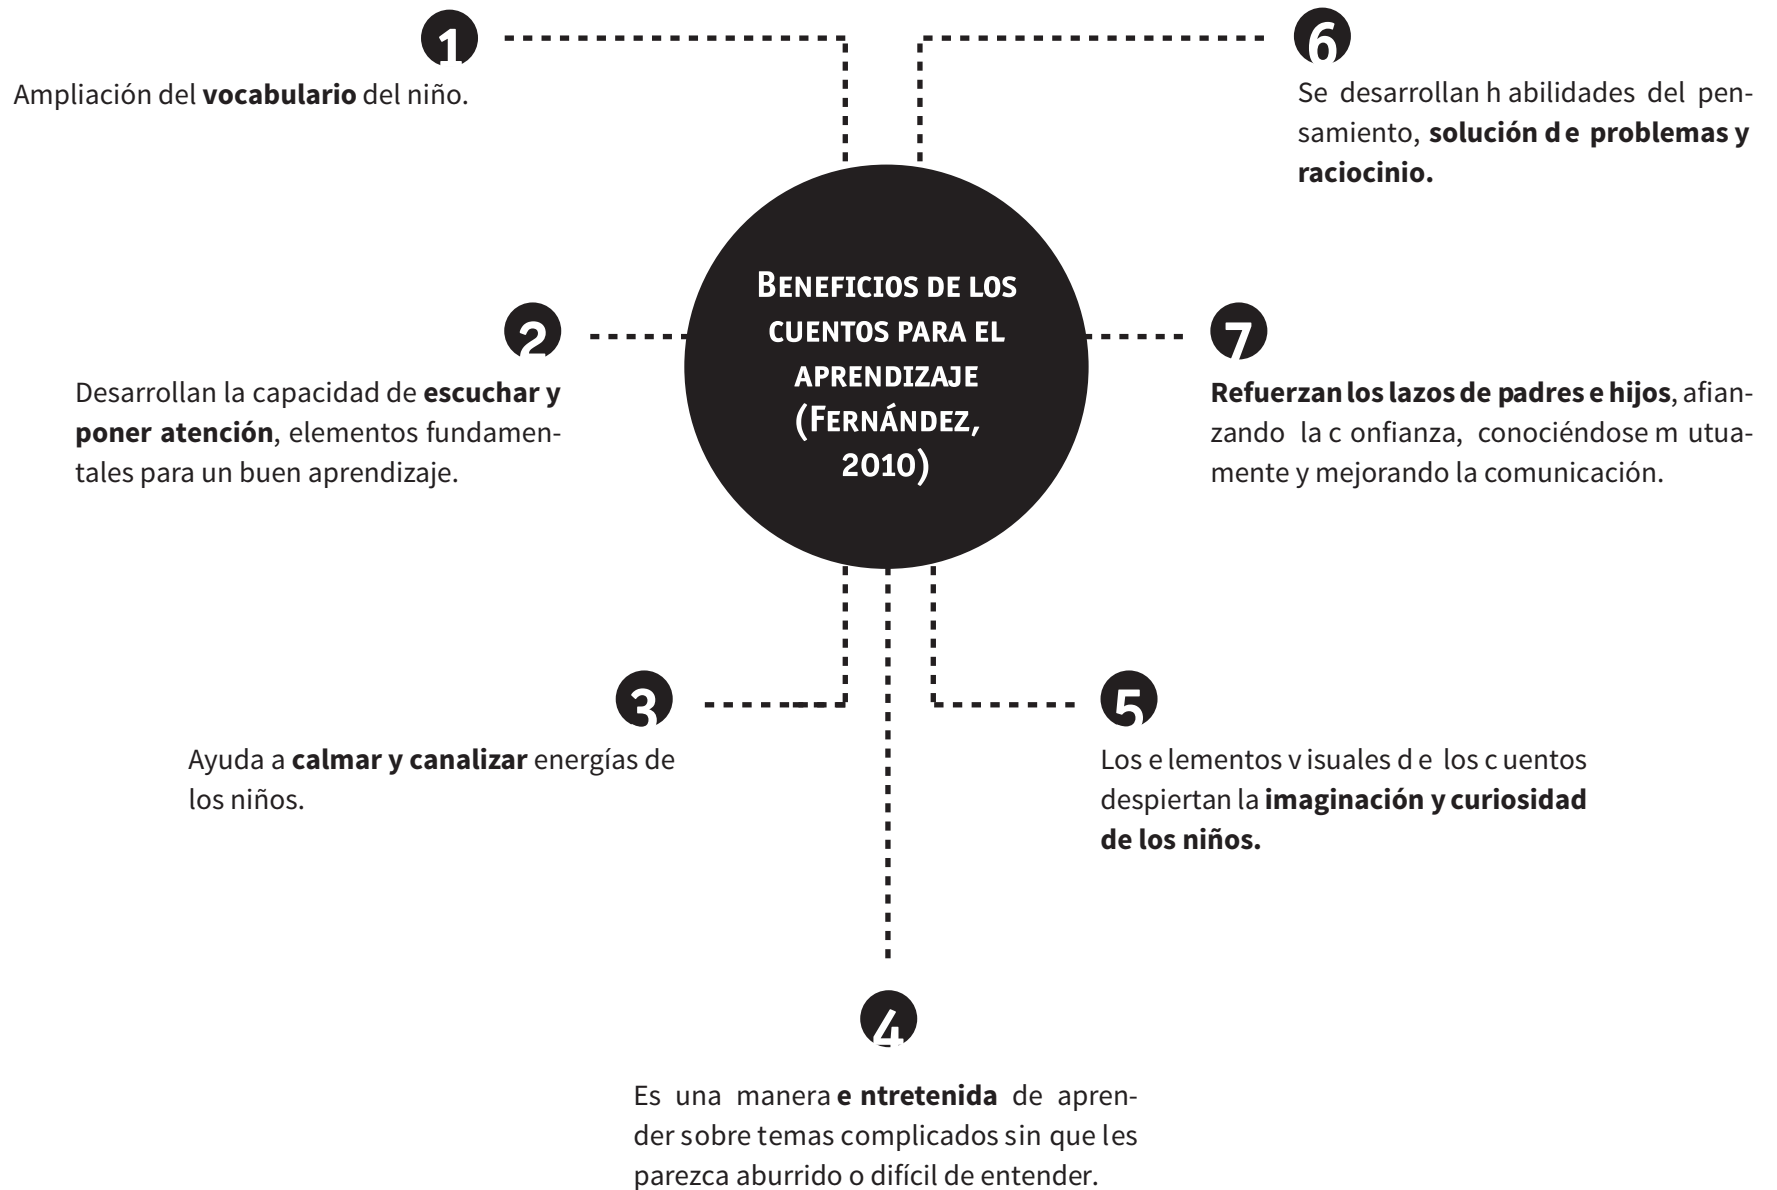 1
Ampliación del vocabulario del niño.
2
Desarrollan la capacidad de escuchar y
poner atención, elementos fundamen-
tales para un buen aprendizaje.
3
Ayuda a calmar y canalizar energías de
los niños.
BENEFICIOS DE LOS
CUENTOS PARA EL
APRENDIZAJE
(FERNÁNDEZ,
2010)
4
Es una manera e ntretenida de apren-
der sobre temas complicados sin que les
parezca aburrido o difícil de entender.
5
Los e lementos v isuales d e los c uentos
despiertan la imaginación y curiosidad
de los niños.
6
Se desarrollan h abilidades del pen-
samiento, solución d e problemas y
raciocinio.
7
Refuerzan los lazos de padres e hijos, afian-
zando la c onfianza, conociéndose m utua-
mente y mejorando la comunicación.